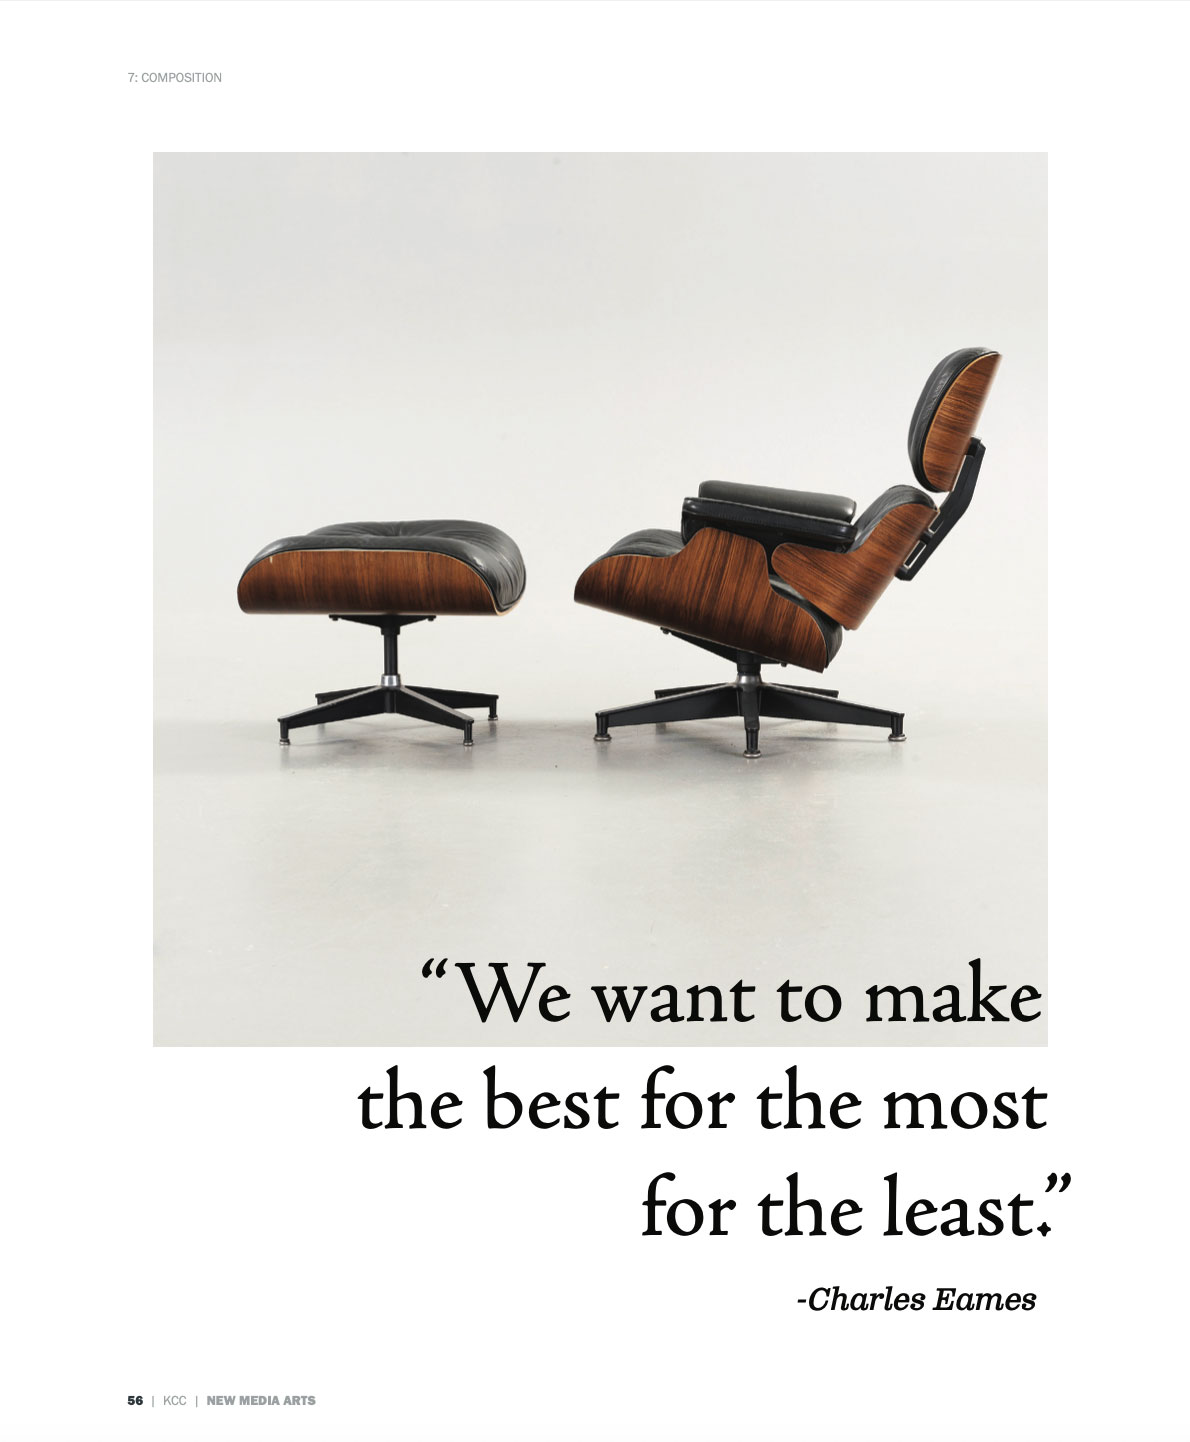 7: COMPOSITION
“We want to make
the best for the most
for the least.”
-Charles Eames
56 | KCC | NEW MEDIA ARTS